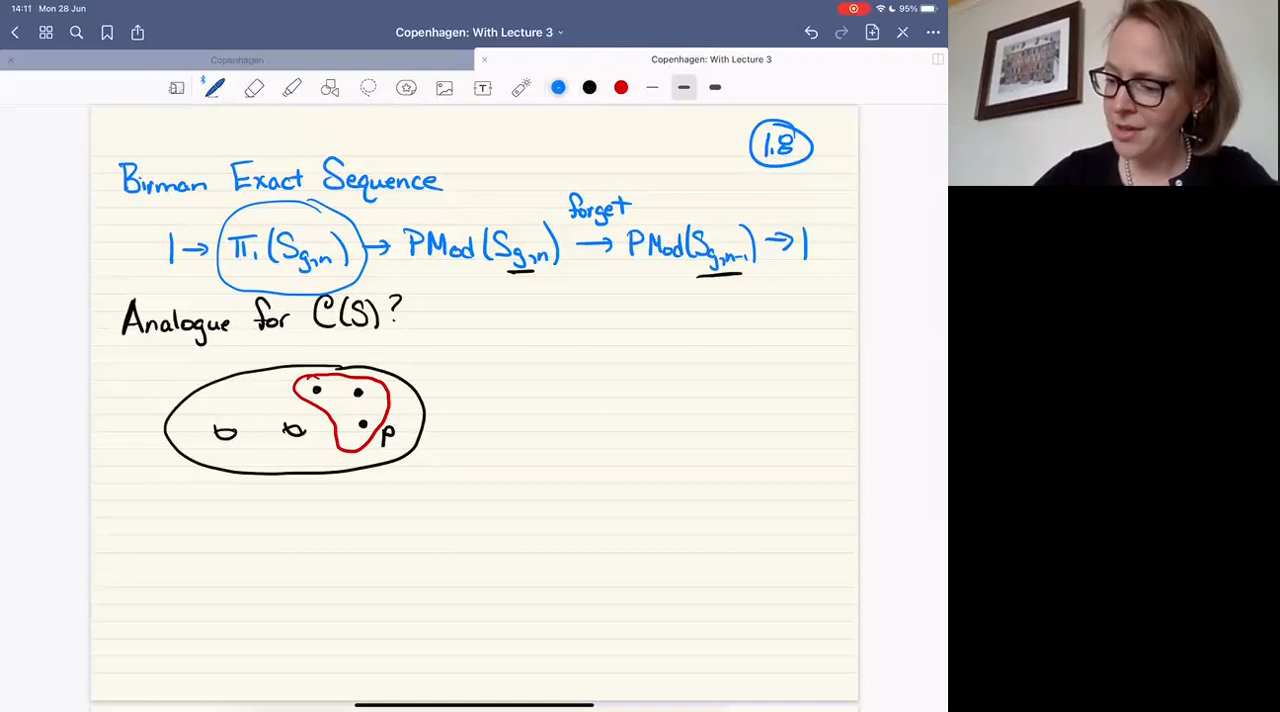 14:11 Mon 28 Jun
95%
Copenhagen: With Lecture 3
Copenhagen
Copenhagen: With Lecture 3
1.8
Birman Exact Sequence
forget
1 → π₁(S_{g,n}) → PMod(S_{g,n}) → PMod(S_{g,n-1}) → 1
Analogue for C(S)?
p